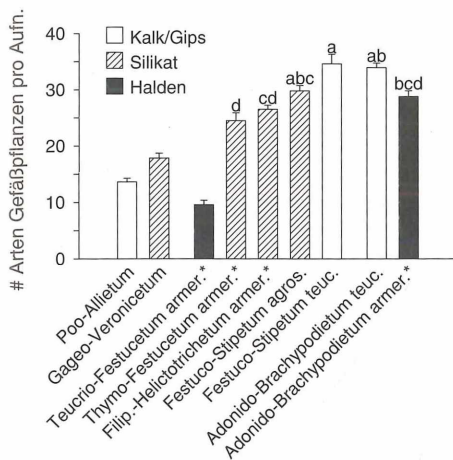 # Arten Gefäßpflanzen pro Aufn.
40
30
20
10
0
Kalk/Gips
Silikat
Halden
d
cd
abc
a
ab
bcd
Poo-Allietum
Gageo-Veronicetum
Teucrio-Festucetum armer.*
Thymo-Festucetum armer.*
Filip.-Helictotrichetum armer.*
Festuco-Stipetum agros.
Festuco-Stipetum teuc.
Adonido-Brachypodietum teuc.
Adonido-Brachypodietum armer.*